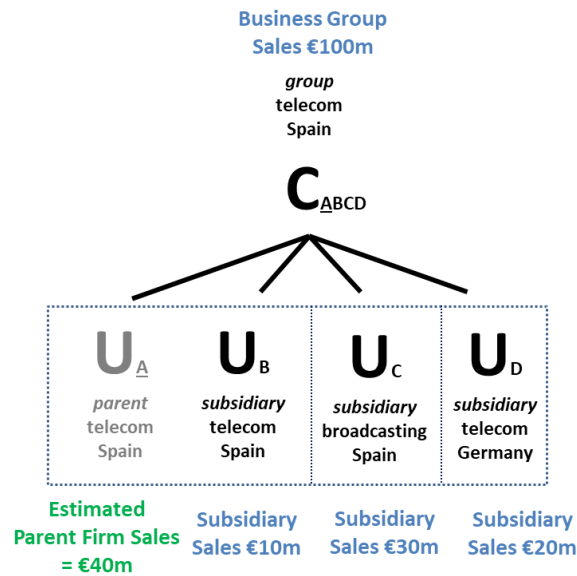 Business Group
Sales €100m
group
telecom
Spain
CABCD
UA
parent
telecom
Spain
UB
subsidiary
telecom
Spain
UC
subsidiary
broadcasting
Spain
UD
subsidiary
telecom
Germany
Estimated
Parent Firm Sales
= €40m
Subsidiary
Sales €10m
Subsidiary
Sales €30m
Subsidiary
Sales €20m